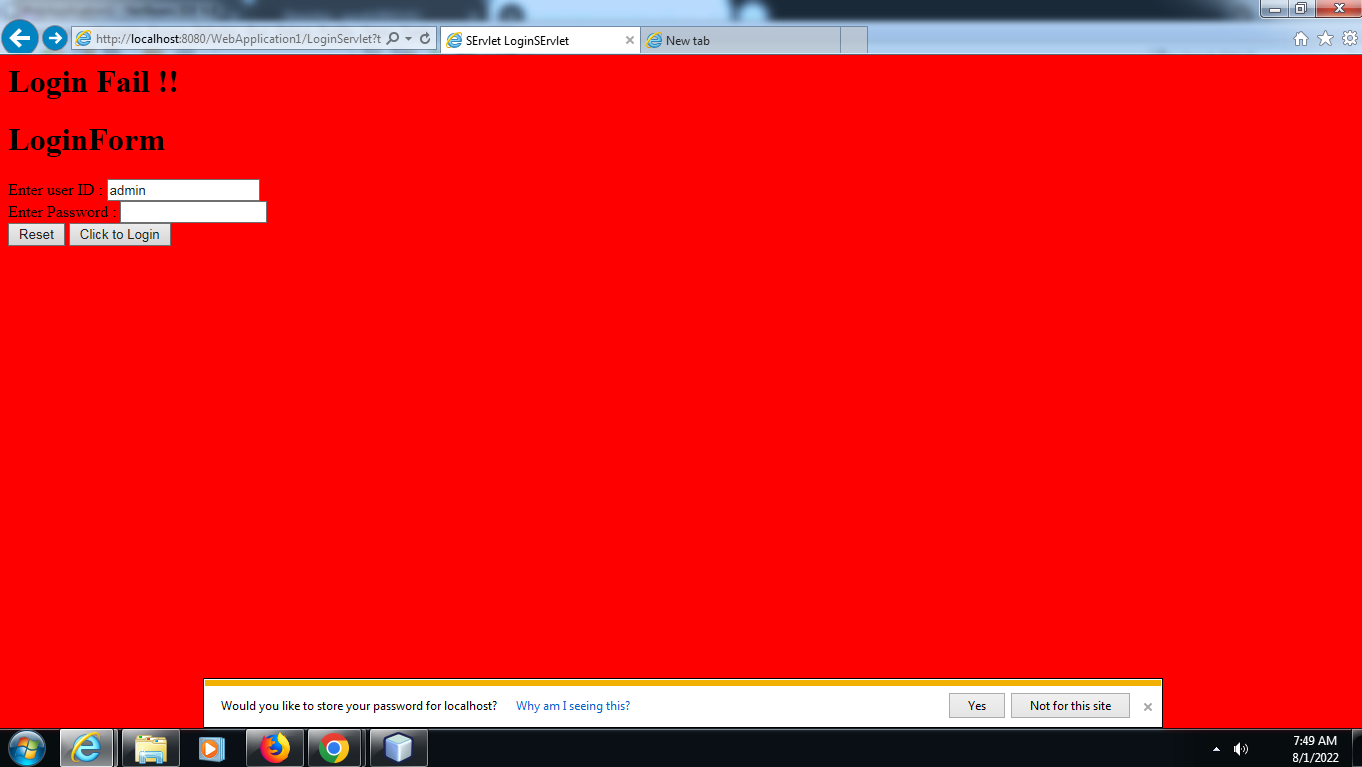 http://localhost:8080/WebApplication1/LoginServlet?t
SErvlet LoginSErvlet
New tab
Login Fail !!
LoginForm
Enter user ID : admin
Enter Password :
Reset Click to Login
Would you like to store your password for localhost? Why am I seeing this? Yes Not for this site
7:49 AM
8/1/2022